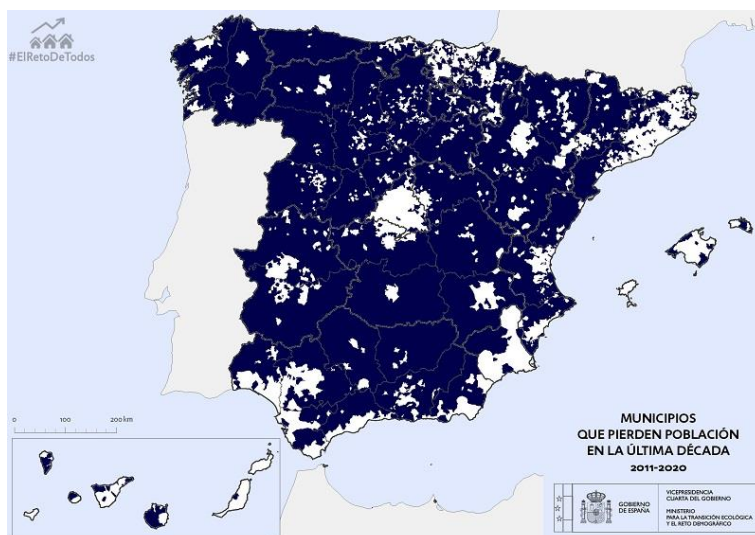 #ElRetoDeTodos
0 100 200 km
MUNICIPIOS
QUE PIERDEN POBLACIÓN
EN LA ÚLTIMA DÉCADA
2011-2020
GOBIERNO
DE ESPAÑA
VICEPRESIDENCIA
CUARTA DEL GOBIERNO
MINISTERIO
PARA LA TRANSICIÓN ECOLÓGICA
Y EL RETO DEMOGRÁFICO